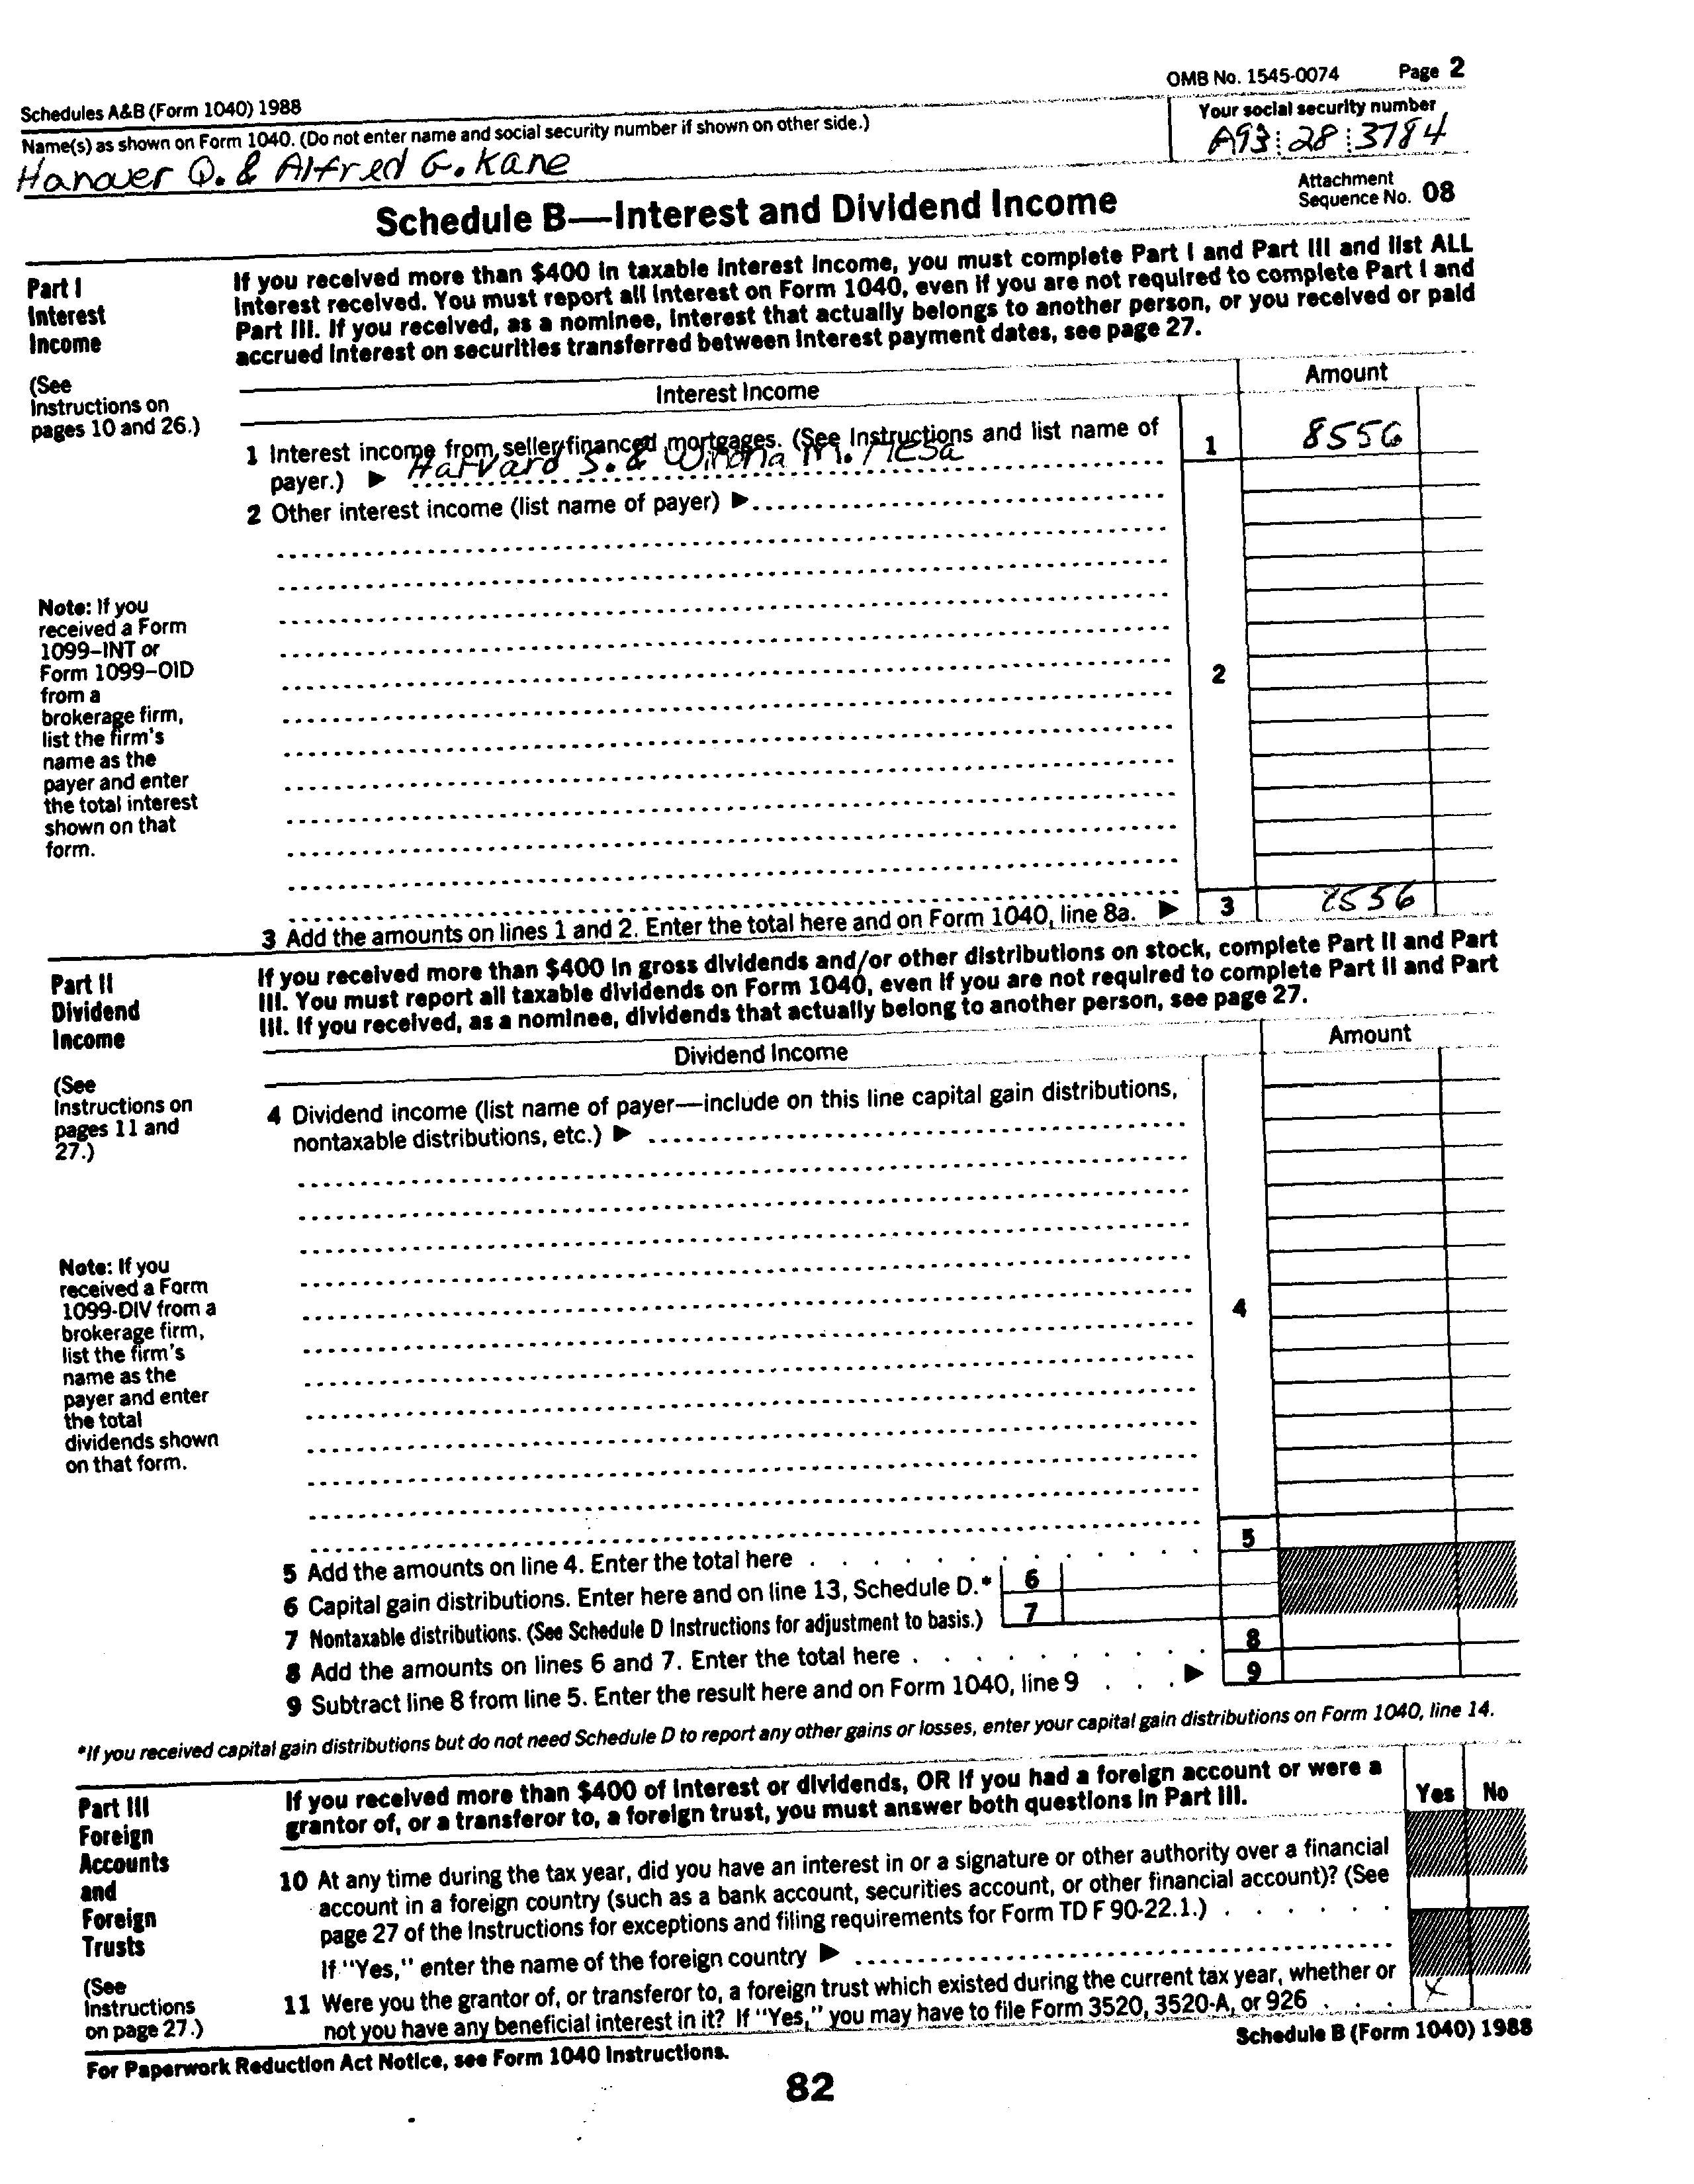 OMB No. 1545-0074 Page 2
Schedules A&B (Form 1040) 1988
Name(s) as shown on Form 1040. (Do not enter name and social security number if shown on other side.)
Your social security number
Hanover Q. & Alfred G. Kane
A93 28 3784
Schedule B—Interest and Dividend Income
Attachment
Sequence No. 08
Part I
Interest
Income
(See
Instructions on
pages 10 and 26.)
If you received more than $400 in taxable interest income, you must complete Part I and Part III and list ALL
interest received. You must report all interest on Form 1040, even if you are not required to complete Part I and
Part III. If you received, as a nominee, interest that actually belongs to another person, or you received or paid
accrued interest on securities transferred between interest payment dates, see page 27.
Interest Income
Amount
1 Interest income from seller-financed mortgages. (See Instructions and list name of
payer.) ▶ Harvard S. & Winona M. Mesa
1
8556
2 Other interest income (list name of payer) ▶
Note: If you
received a Form
1099-INT or
Form 1099-OID
from a
brokerage firm,
list the firm's
name as the
payer and enter
the total interest
shown on that
form.
2
3 Add the amounts on lines 1 and 2. Enter the total here and on Form 1040, line 8a. ▶
3
8556
Part II
Dividend
Income
(See
Instructions on
pages 11 and
27.)
If you received more than $400 in gross dividends and/or other distributions on stock, complete Part II and Part
III. You must report all taxable dividends on Form 1040, even if you are not required to complete Part II and Part
III. If you received, as a nominee, dividends that actually belong to another person, see page 27.
Dividend Income
Amount
4 Dividend income (list name of payer—include on this line capital gain distributions,
nontaxable distributions, etc.) ▶
Note: If you
received a Form
1099-DIV from a
brokerage firm,
list the firm's
name as the
payer and enter
the total
dividends shown
on that form.
4
5 Add the amounts on line 4. Enter the total here
5
6 Capital gain distributions. Enter here and on line 13, Schedule D.* 6
7 Nontaxable distributions. (See Schedule D Instructions for adjustment to basis.) 7
8 Add the amounts on lines 6 and 7. Enter the total here
8
9 Subtract line 8 from line 5. Enter the result here and on Form 1040, line 9 ▶
9
*If you received capital gain distributions but do not need Schedule D to report any other gains or losses, enter your capital gain distributions on Form 1040, line 14.
Part III
Foreign
Accounts
and
Foreign
Trusts
(See
Instructions
on page 27.)
If you received more than $400 of interest or dividends, OR if you had a foreign account or were a
grantor of, or a transferor to, a foreign trust, you must answer both questions in Part III.
Yes No
10 At any time during the tax year, did you have an interest in or a signature or other authority over a financial
account in a foreign country (such as a bank account, securities account, or other financial account)? (See
page 27 of the Instructions for exceptions and filing requirements for Form TD F 90-22.1.)
If "Yes," enter the name of the foreign country ▶
11 Were you the grantor of, or transferor to, a foreign trust which existed during the current tax year, whether or
not you have any beneficial interest in it? If "Yes," you may have to file Form 3520, 3520-A, or 926
X
For Paperwork Reduction Act Notice, see Form 1040 Instructions.
Schedule B (Form 1040) 1988
82